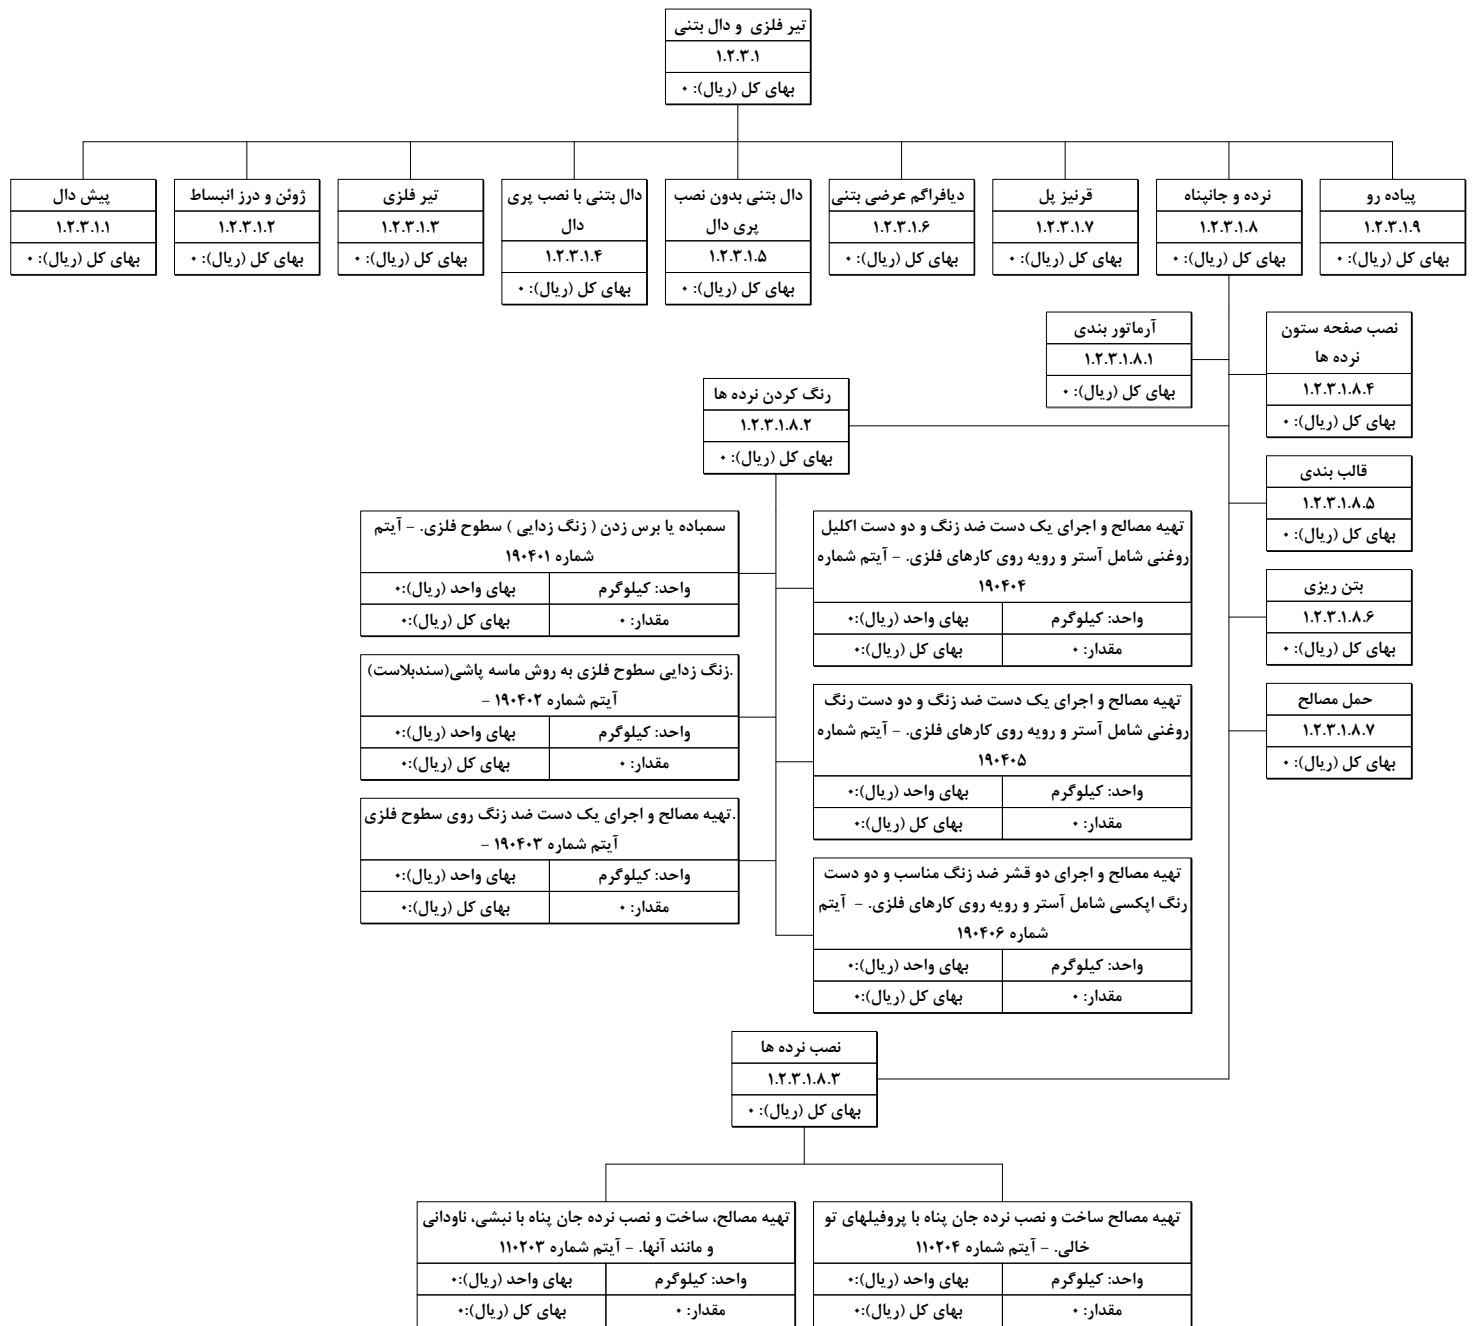 تیر فلزی و دال بتنی
۱.۲.۳.۱
بهای کل (ریال): ۰
پیش دال
۱.۲.۳.۱.۱
بهای کل (ریال): ۰
ژوئن و درز انبساط
۱.۲.۳.۱.۲
بهای کل (ریال): ۰
تیر فلزی
۱.۲.۳.۱.۳
بهای کل (ریال): ۰
دال بتنی با نصب پری
دال
۱.۲.۳.۱.۴
بهای کل (ریال): ۰
دال بتنی بدون نصب
پری دال
۱.۲.۳.۱.۵
بهای کل (ریال): ۰
دیافراگم عرضی بتنی
۱.۲.۳.۱.۶
بهای کل (ریال): ۰
قرنیز پل
۱.۲.۳.۱.۷
بهای کل (ریال): ۰
نرده و جانپناه
۱.۲.۳.۱.۸
بهای کل (ریال): ۰
پیاده رو
۱.۲.۳.۱.۹
بهای کل (ریال): ۰
آرماتور بندی
۱.۲.۳.۱.۸.۱
بهای کل (ریال): ۰
نصب صفحه ستون
نرده ها
۱.۲.۳.۱.۸.۴
بهای کل (ریال): ۰
رنگ کردن نرده ها
۱.۲.۳.۱.۸.۲
بهای کل (ریال): ۰
قالب بندی
۱.۲.۳.۱.۸.۵
بهای کل (ریال): ۰
بتن ریزی
۱.۲.۳.۱.۸.۶
بهای کل (ریال): ۰
حمل مصالح
۱.۲.۳.۱.۸.۷
بهای کل (ریال): ۰
سمباده یا برس زدن ( زنگ زدایی ) سطوح فلزی. - آیتم
شماره ۱۹۰۴۰۱
واحد: کیلوگرم بهای واحد (ریال):۰
مقدار: ۰ بهای کل (ریال):۰
.زنگ زدایی سطوح فلزی به روش ماسه پاشی(سندبلاست)
آیتم شماره ۱۹۰۴۰۲ -
واحد: کیلوگرم بهای واحد (ریال):۰
مقدار: ۰ بهای کل (ریال):۰
.تهیه مصالح و اجرای یک دست ضد زنگ روی سطوح فلزی
آیتم شماره ۱۹۰۴۰۳ -
واحد: کیلوگرم بهای واحد (ریال):۰
مقدار: ۰ بهای کل (ریال):۰
تهیه مصالح و اجرای یک دست ضد زنگ و دو دست اکلیل
روغنی شامل آستر و رویه روی کارهای فلزی. - آیتم شماره
۱۹۰۴۰۴
واحد: کیلوگرم بهای واحد (ریال):۰
مقدار: ۰ بهای کل (ریال):۰
تهیه مصالح و اجرای یک دست ضد زنگ و دو دست رنگ
روغنی شامل آستر و رویه روی کارهای فلزی. - آیتم شماره
۱۹۰۴۰۵
واحد: کیلوگرم بهای واحد (ریال):۰
مقدار: ۰ بهای کل (ریال):۰
تهیه مصالح و اجرای دو قشر ضد زنگ مناسب و دو دست
رنگ اپکسی شامل آستر و رویه روی کارهای فلزی. - آیتم
شماره ۱۹۰۴۰۶
واحد: کیلوگرم بهای واحد (ریال):۰
مقدار: ۰ بهای کل (ریال):۰
نصب نرده ها
۱.۲.۳.۱.۸.۳
بهای کل (ریال): ۰
تهیه مصالح، ساخت و نصب نرده جان پناه با نبشی، ناودانی
و مانند آنها. - آیتم شماره ۱۱۰۲۰۳
واحد: کیلوگرم بهای واحد (ریال):۰
مقدار: ۰ بهای کل (ریال):۰
تهیه مصالح ساخت و نصب نرده جان پناه با پروفیلهای تو
خالی. - آیتم شماره ۱۱۰۲۰۴
واحد: کیلوگرم بهای واحد (ریال):۰
مقدار: ۰ بهای کل (ریال):۰